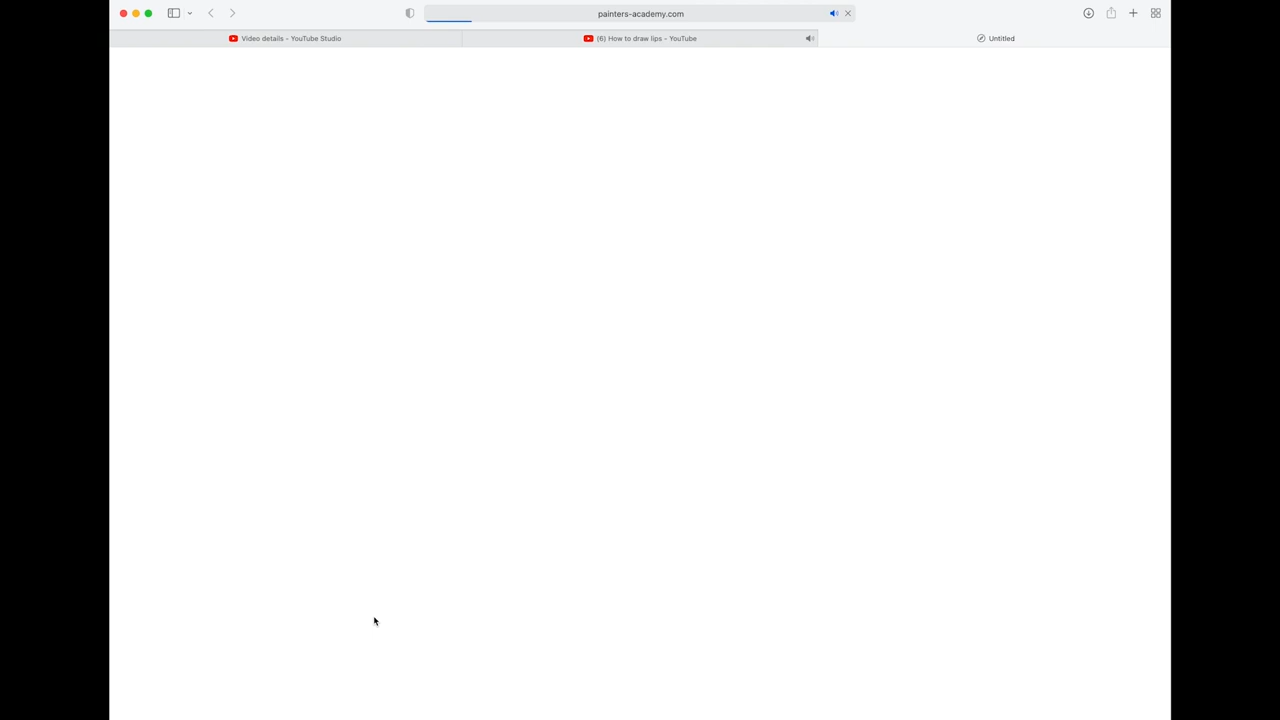 painters-academy.com
Video details - YouTube Studio
(6) How to draw lips - YouTube
Untitled